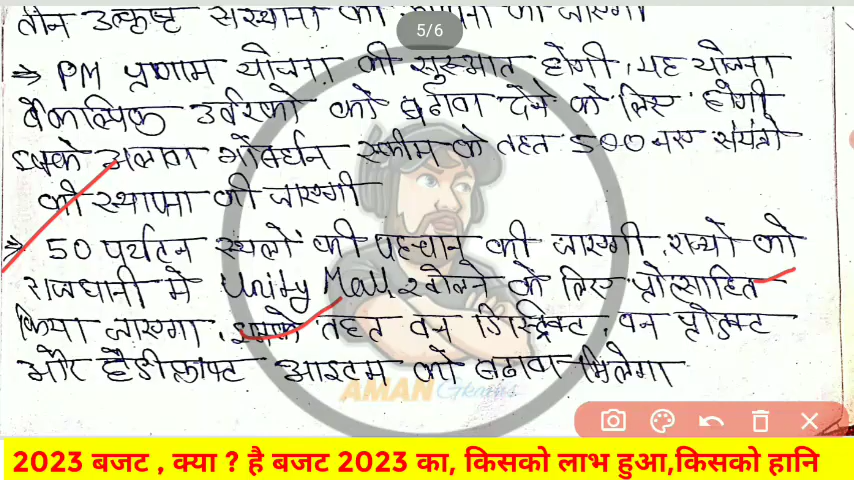 तीन उत्कृष्ट संस्थानों की स्थापना की जाएगी
5/6
⇒ PM प्रणाम योजना की सुरुआत होगी, यह योजना
वैकल्पिक उर्वरको को बढावा देने के लिए होगी
इसके अलावा गोबर्धन स्कीम के तहत 500 नए संयंत्रो
की स्थापना की जाएगी
⇒ 50 पर्यटन स्थलों की पहचान की जाएगी, राज्यो को
राजधानी में Unity Mall खोलने के लिए प्रोत्साहित
किया जाएगा, इसके तहत वन डिस्ट्रिक्ट, वन प्रोडक्ट
और हैंडीक्राफ्ट आइटम को बढावा मिलेगा
AMAN
2023 बजट , क्या ? है बजट 2023 का, किसको लाभ हुआ,किसको हानि